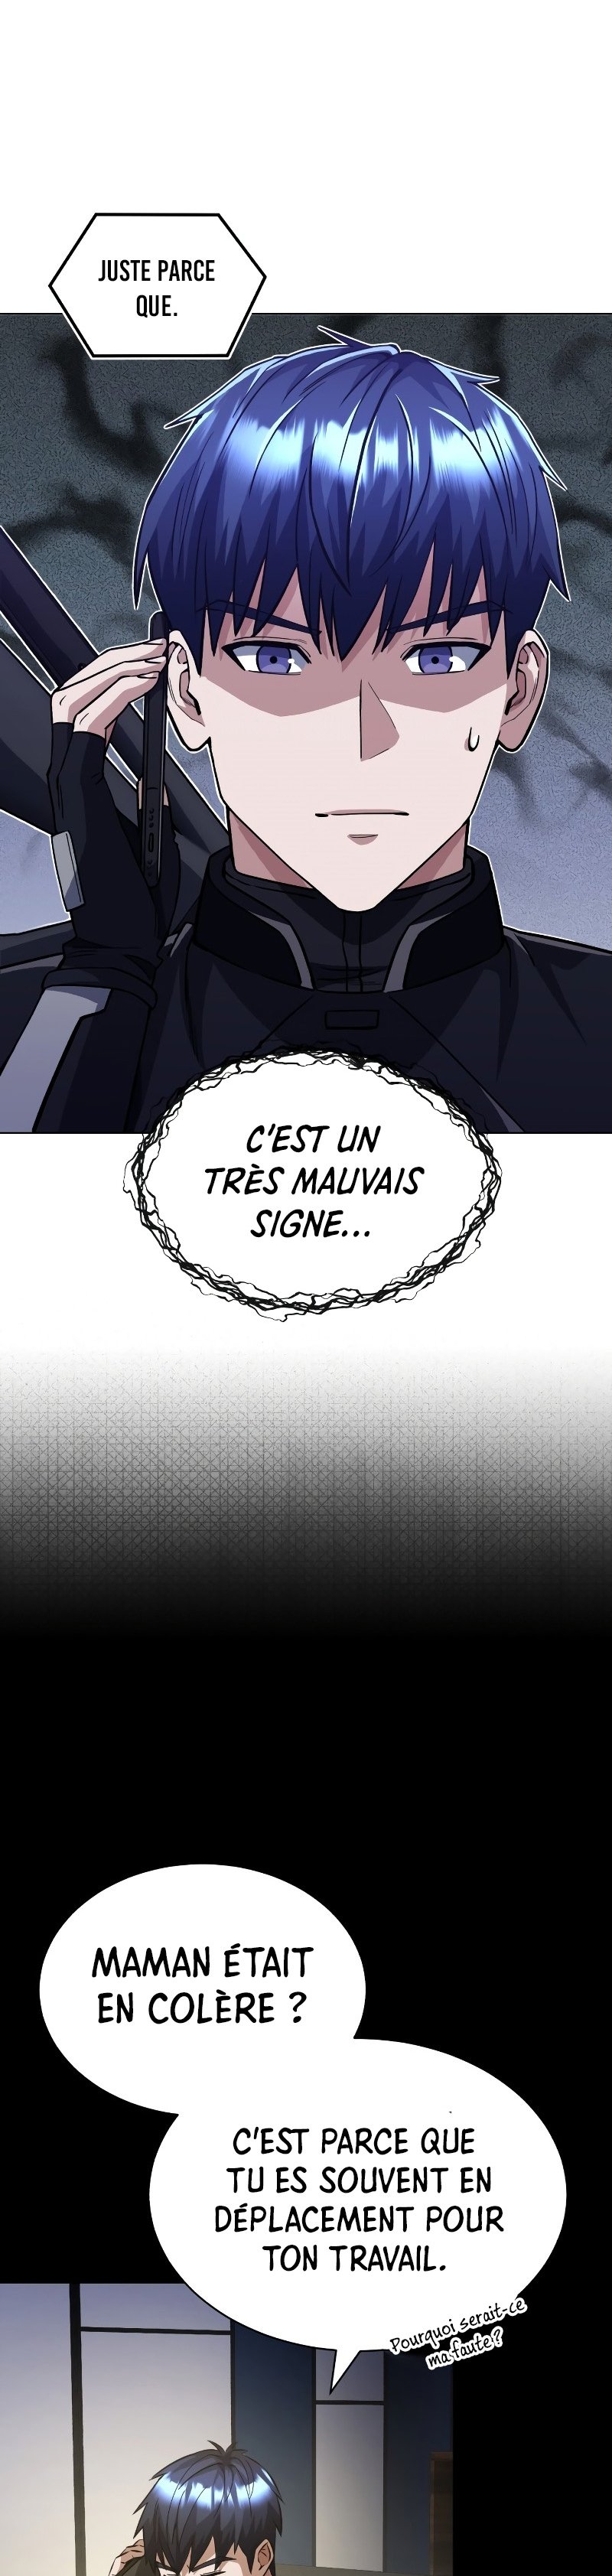 JUSTE PARCE
QUE.
C'EST UN
TRÈS MAUVAIS
SIGNE...
MAMAN ÉTAIT
EN COLÈRE ?
C'EST PARCE QUE
TU ES SOUVENT EN
DÉPLACEMENT POUR
TON TRAVAIL.
Pourquoi serait-ce
ma faute ?